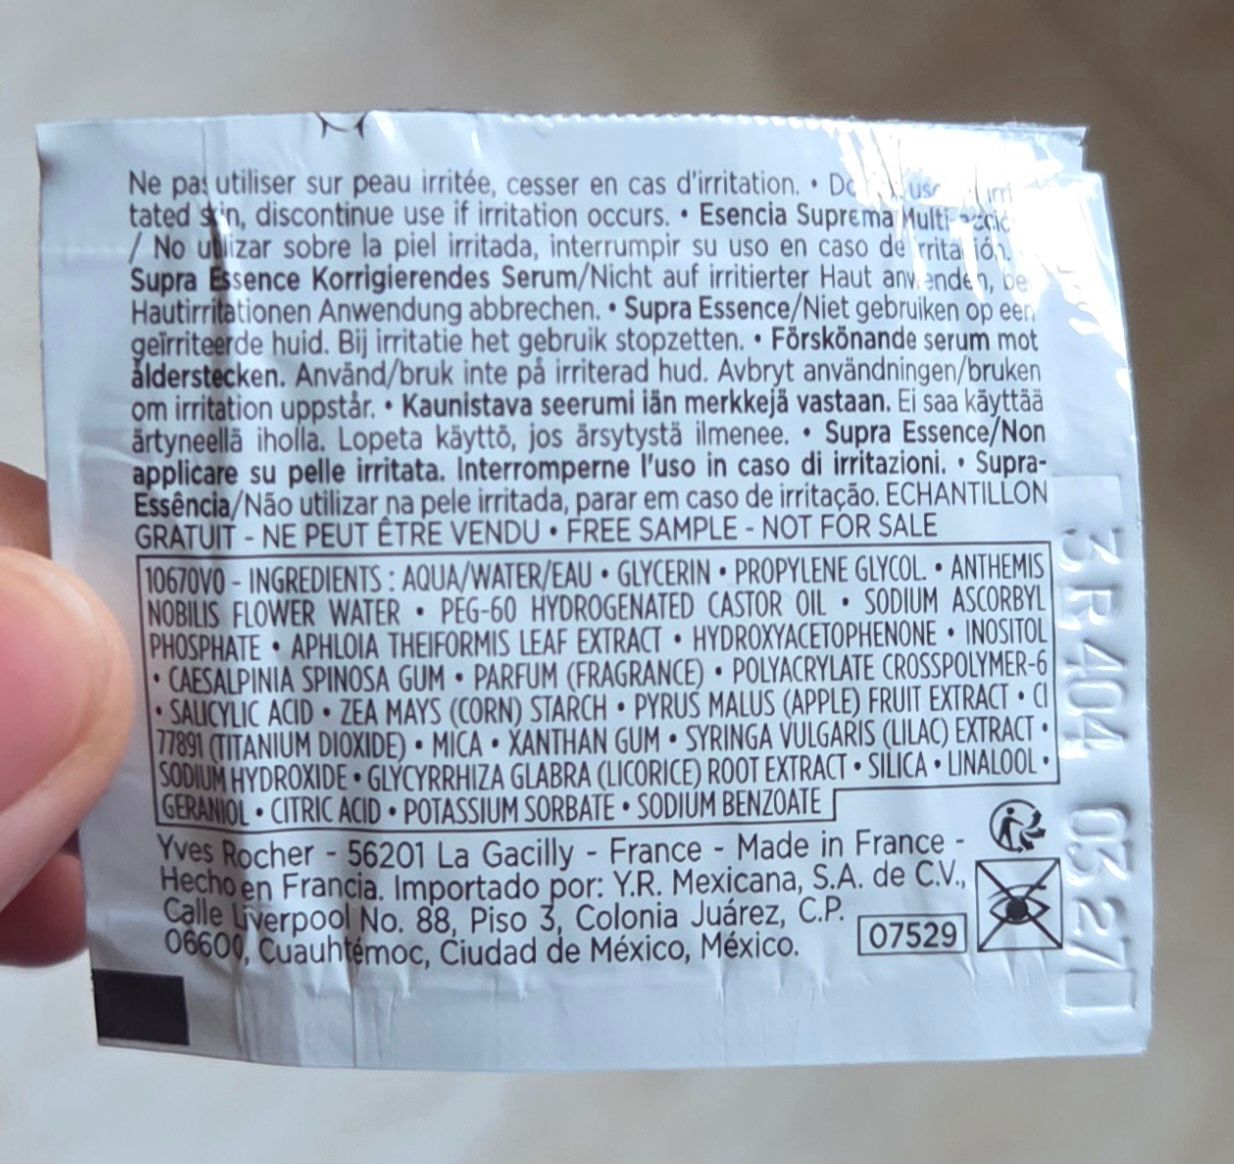 Ne pas utiliser sur peau irritée, cesser en cas d'irritation. •
tated skin, discontinue use if irritation occurs. • Esencia Suprema Multi-
/ No utilizar sobre la piel irritada, interrumpir su uso en caso de irritación. •
Supra Essence Korrigierendes Serum/Nicht auf irritierter Haut anwenden, bei
Hautirritationen Anwendung abbrechen. • Supra Essence/Niet gebruiken op een
geïrriteerde huid. Bij irritatie het gebruik stopzetten. • Förskönande serum mot
ålderstecken. Använd/bruk inte på irriterad hud. Avbryt användningen/bruken
om irritation uppstår. • Kaunistava seerumi iän merkkejä vastaan. Ei saa käyttää
ärtyneellä iholla. Lopeta käyttö, jos ärsytystä ilmenee. • Supra Essence/Non
applicare su pelle irritata. Interromperne l'uso in caso di irritazioni. • Supra-
Essência/Não utilizar na pele irritada, parar em caso de irritação. ECHANTILLON
GRATUIT - NE PEUT ÊTRE VENDU • FREE SAMPLE - NOT FOR SALE
10670V0 - INGREDIENTS : AQUA/WATER/EAU • GLYCERIN • PROPYLENE GLYCOL. • ANTHEMIS
NOBILIS FLOWER WATER • PEG-60 HYDROGENATED CASTOR OIL • SODIUM ASCORBYL
PHOSPHATE • APHLOIA THEIFORMIS LEAF EXTRACT • HYDROXYACETOPHENONE • INOSITOL
• CAESALPINIA SPINOSA GUM • PARFUM (FRAGRANCE) • POLYACRYLATE CROSSPOLYMER-6
• SALICYLIC ACID • ZEA MAYS (CORN) STARCH • PYRUS MALUS (APPLE) FRUIT EXTRACT • CI
77891 (TITANIUM DIOXIDE) • MICA • XANTHAN GUM • SYRINGA VULGARIS (LILAC) EXTRACT •
SODIUM HYDROXIDE • GLYCYRRHIZA GLABRA (LICORICE) ROOT EXTRACT • SILICA • LINALOOL •
GERANIOL • CITRIC ACID • POTASSIUM SORBATE • SODIUM BENZOATE
Yves Rocher - 56201 La Gacilly - France - Made in France -
Hecho en Francia. Importado por: Y.R. Mexicana, S.A. de C.V.,
Calle Liverpool No. 88, Piso 3, Colonia Juárez, C.P.
06600, Cuauhtémoc, Ciudad de México, México.
07529
3R404 0327